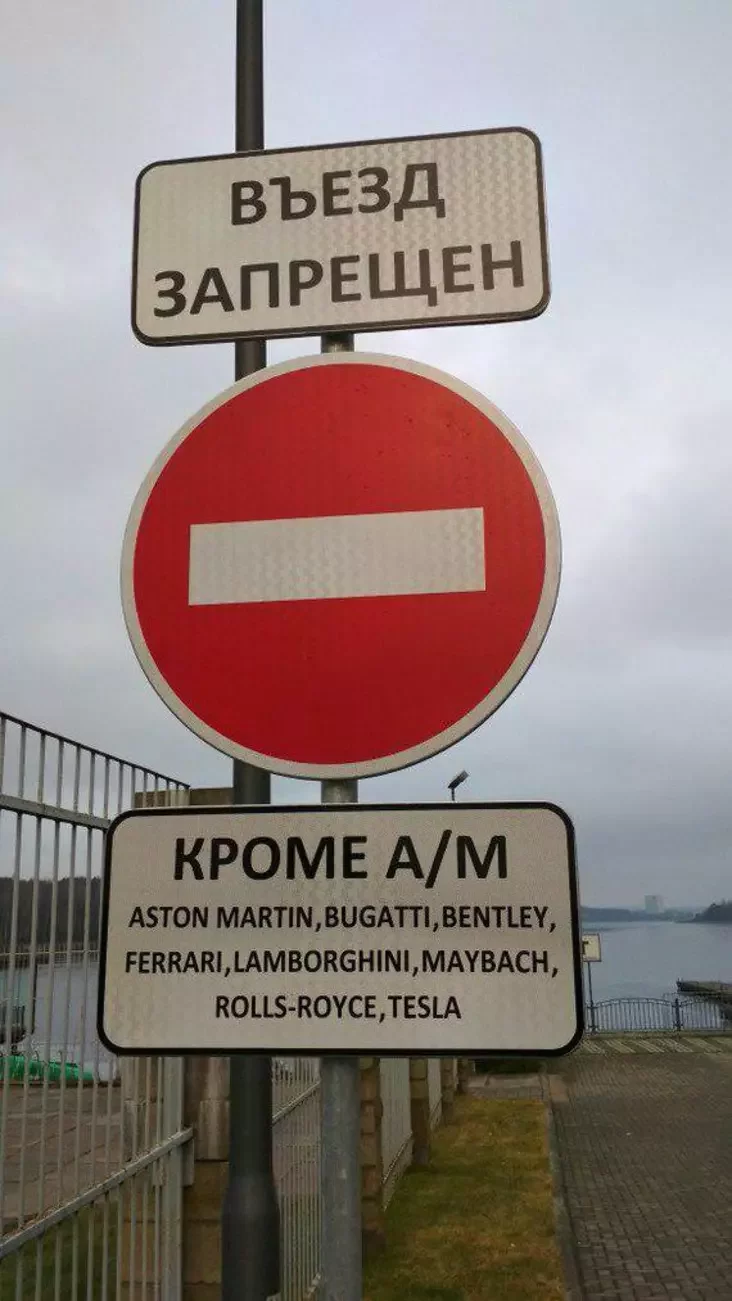 ВЪЕЗД
ЗАПРЕЩЕН
КРОМЕ А/М
ASTON MARTIN,BUGATTI,BENTLEY,
FERRARI,LAMBORGHINI,MAYBACH,
ROLLS-ROYCE,TESLA